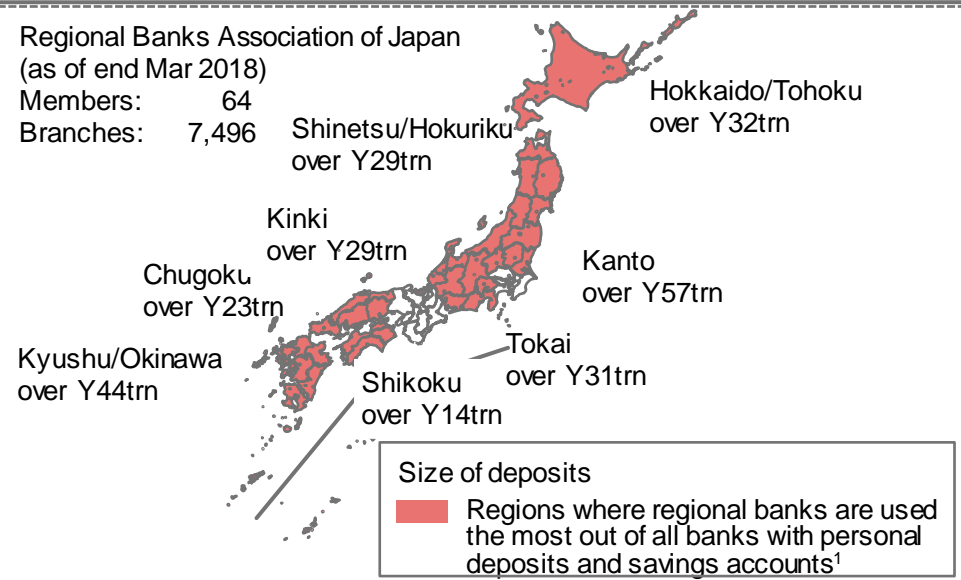 Regional Banks Association of Japan
(as of end Mar 2018)
Members: 64
Branches: 7,496
Hokkaido/Tohoku
over Y32trn
Shinetsu/Hokuriku
over Y29trn
Kinki
over Y29trn
Kanto
over Y57trn
Chugoku
over Y23trn
Tokai
over Y31trn
Kyushu/Okinawa
over Y44trn
Shikoku
over Y14trn
Size of deposits
Regions where regional banks are used
the most out of all banks with personal
deposits and savings accounts¹